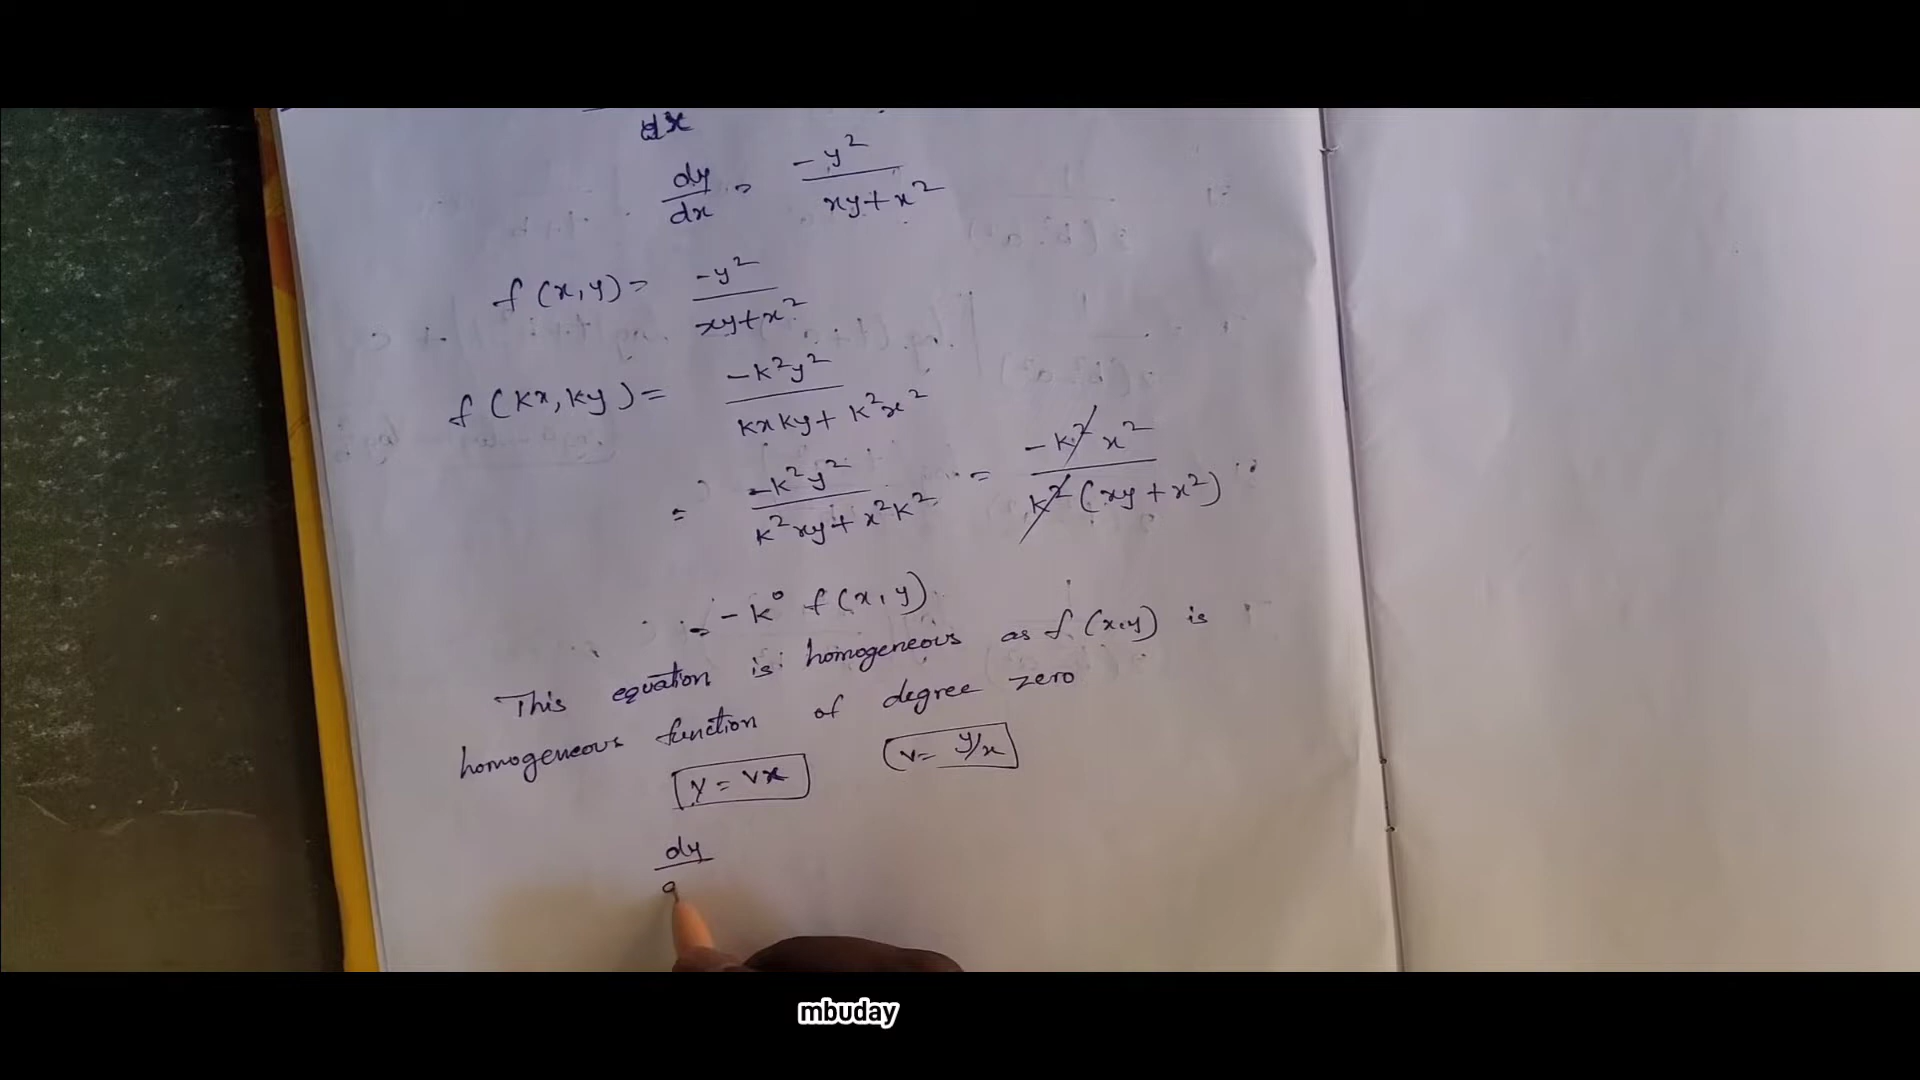 dx
dy/dx = -y²/xy+x²
f(x,y) = -y²/xy+x²
f(kx,ky) = -k²y²/kxky+k²x²
= -k²y²/k²xy+x²k² = -k²x²/k²(xy+x²)
= -k⁰ f(x,y)
This equation is homogeneous as f(x,y) is
homogeneous function of degree zero
y = vx v = y/x
dy
mbuday